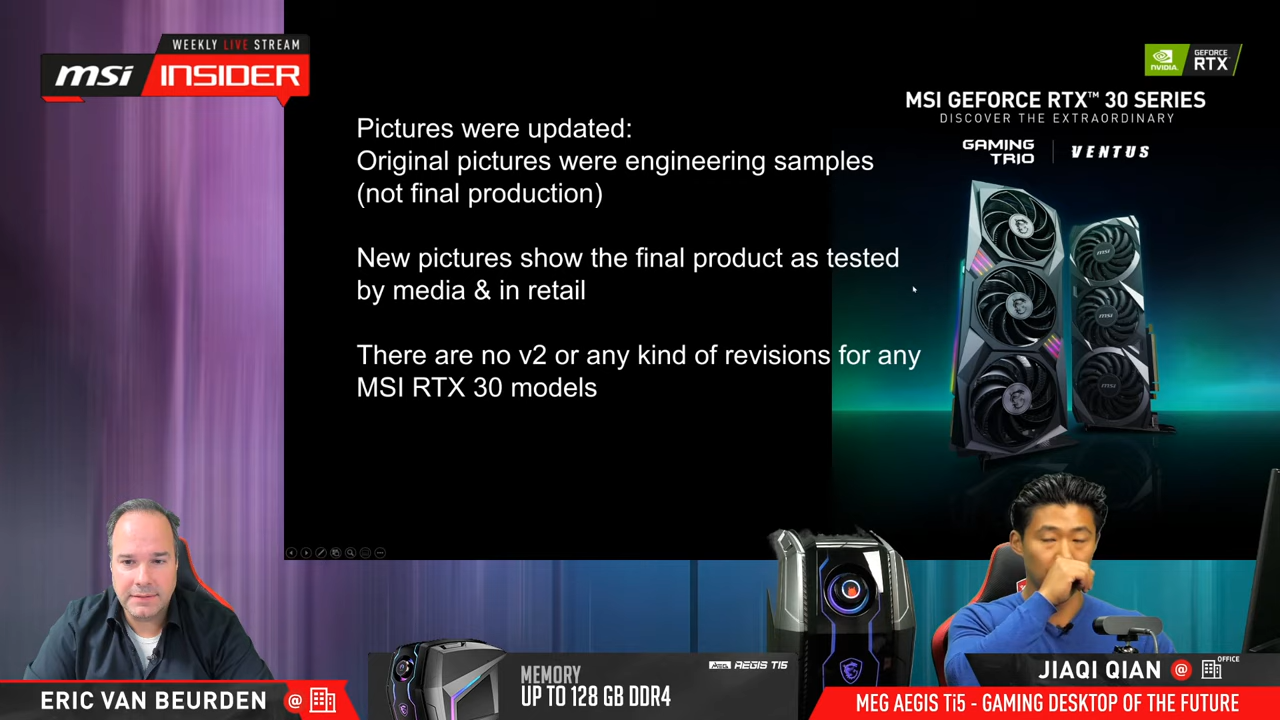 WEEKLY LIVE STREAM
msi INSIDER
NVIDIA
GEFORCE
RTX
MSI GEFORCE RTX™ 30 SERIES
DISCOVER THE EXTRAORDINARY
GAMING
TRIO
VENTUS
Pictures were updated:
Original pictures were engineering samples
(not final production)
New pictures show the final product as tested
by media & in retail
There are no v2 or any kind of revisions for any
MSI RTX 30 models
msi
msi
msi
MEMORY
UP TO 128 GB DDR4
AEGIS Ti5
ERIC VAN BEURDEN @
JIAQI QIAN @
OFFICE
MEG AEGIS Ti5 - GAMING DESKTOP OF THE FUTURE